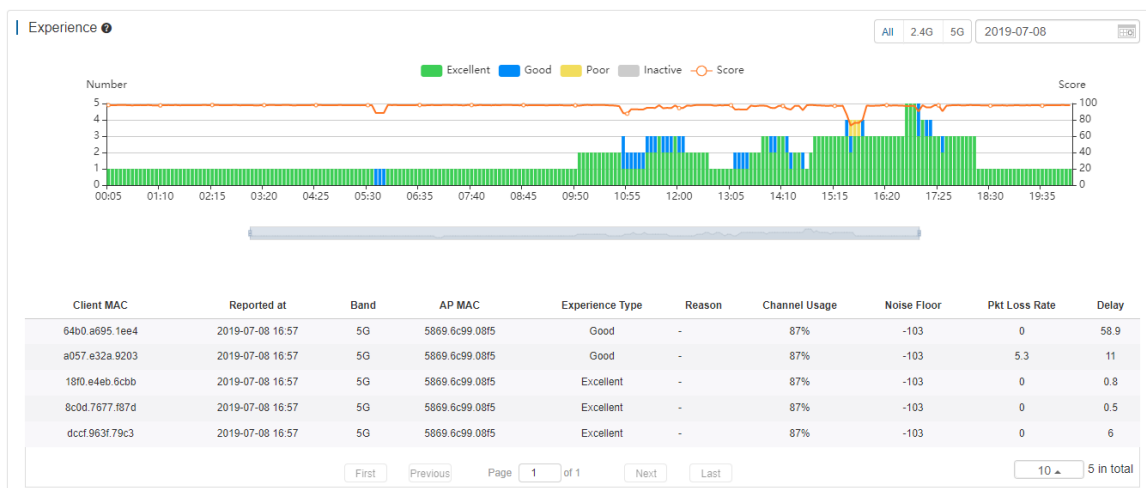 Experience ?
All 2.4G 5G 2019-07-08
Excellent Good Poor Inactive Score
Number Score
5 100
4 80
3 60
2 40
1 20
0 0
00:05 01:10 02:15 03:20 04:25 05:30 06:35 07:40 08:45 09:50 10:55 12:00 13:05 14:10 15:15 16:20 17:25 18:30 19:35
Client MAC Reported at Band AP MAC Experience Type Reason Channel Usage Noise Floor Pkt Loss Rate Delay
64b0.a695.1ee4 2019-07-08 16:57 5G 5869.6c99.08f5 Good - 87% -103 0 58.9
a057.e32a.9203 2019-07-08 16:57 5G 5869.6c99.08f5 Good - 87% -103 5.3 11
18f0.e4eb.6cbb 2019-07-08 16:57 5G 5869.6c99.08f5 Excellent - 87% -103 0 0.8
8c0d.7677.f87d 2019-07-08 16:57 5G 5869.6c99.08f5 Excellent - 87% -103 0 0.5
dccf.963f.79c3 2019-07-08 16:57 5G 5869.6c99.08f5 Excellent - 87% -103 0 6
First Previous Page 1 of 1 Next Last 10 5 in total